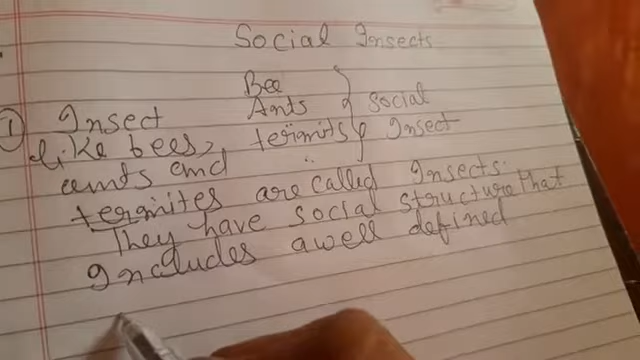 Social Insects
Bee
Ants } Social
termits } Insect
① Insect
like bees,
ants and
termites are called Insects.
They have social structure that
Includes a well defined